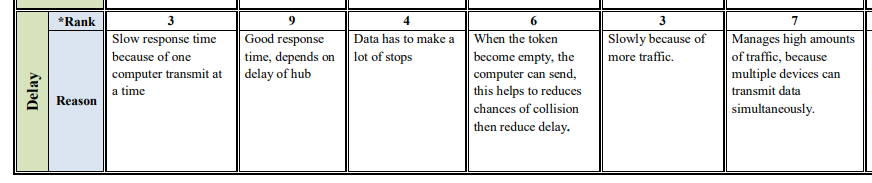 Delay
*Rank 3 9 4 6 3 7
Reason
Slow response time
because of one
computer transmit at
a time
Good response
time, depends on
delay of hub
Data has to make a
lot of stops
When the token
become empty, the
computer can send,
this helps to reduces
chances of collision
then reduce delay.
Slowly because of
more traffic.
Manages high amounts
of traffic, because
multiple devices can
transmit data
simultaneously.